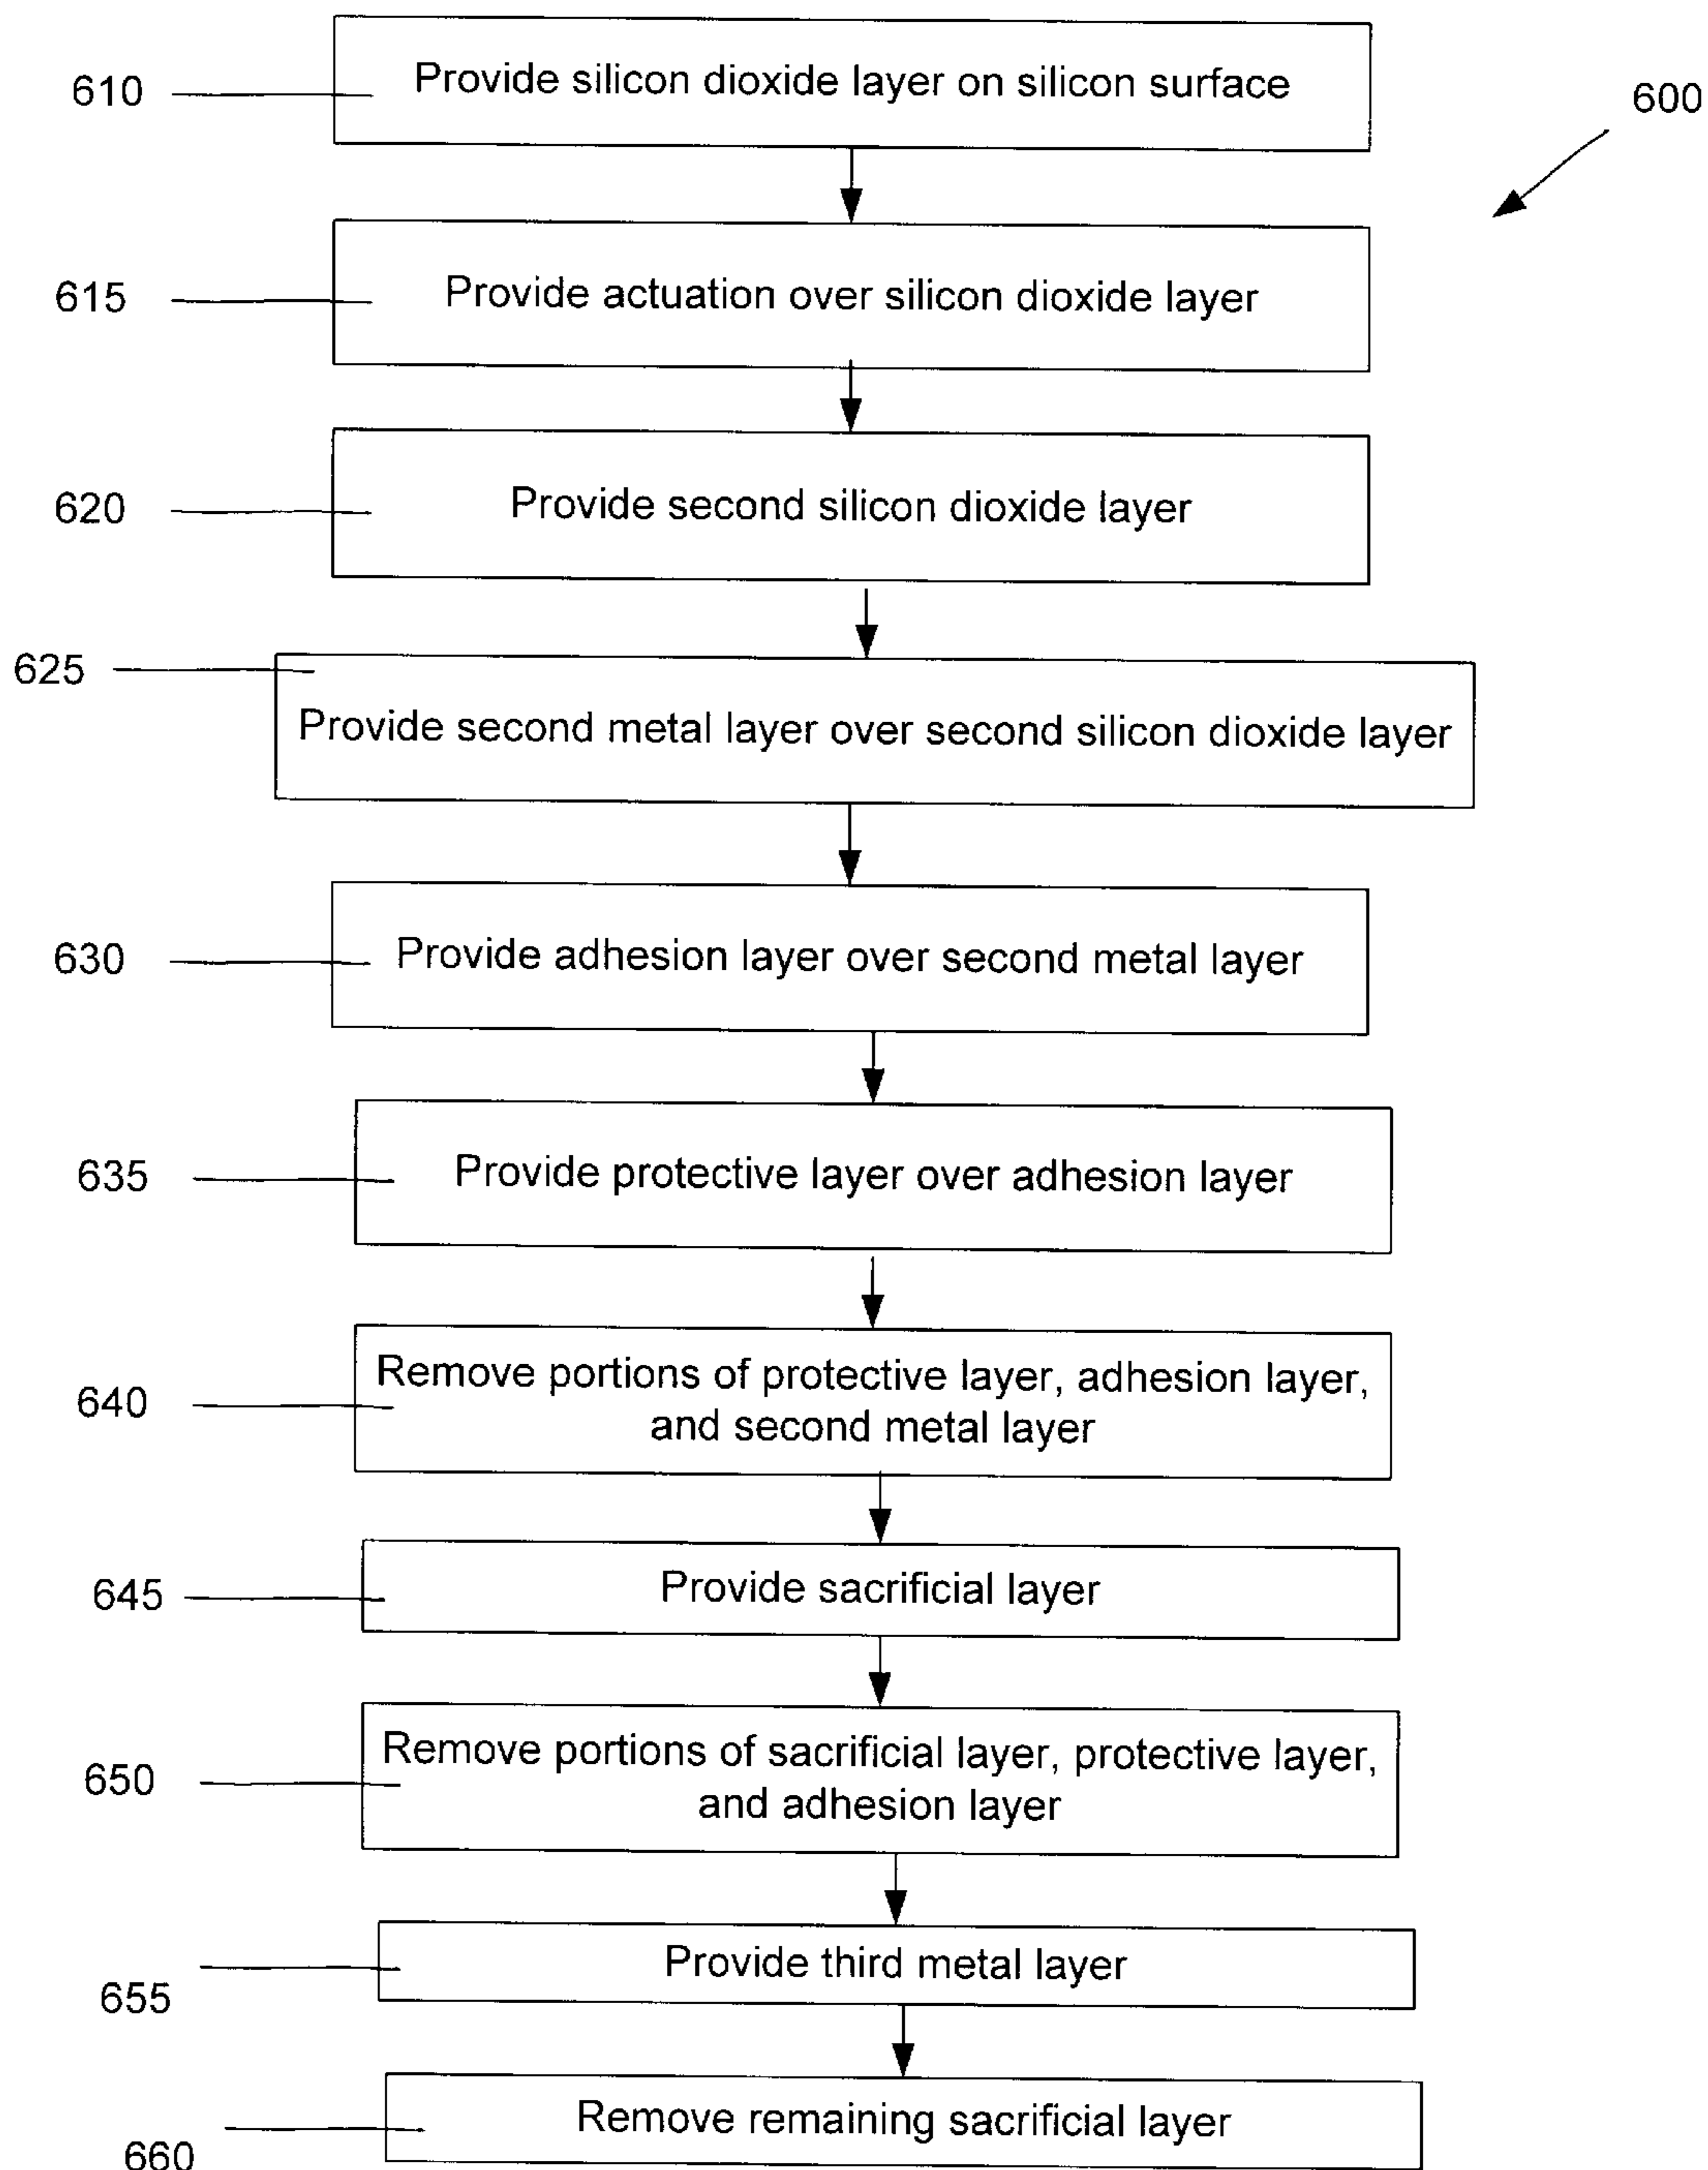 610
Provide silicon dioxide layer on silicon surface
600
615
Provide actuation over silicon dioxide layer
620
Provide second silicon dioxide layer
625
Provide second metal layer over second silicon dioxide layer
630
Provide adhesion layer over second metal layer
635
Provide protective layer over adhesion layer
640
Remove portions of protective layer, adhesion layer,
and second metal layer
645
Provide sacrificial layer
650
Remove portions of sacrificial layer, protective layer,
and adhesion layer
655
Provide third metal layer
660
Remove remaining sacrificial layer